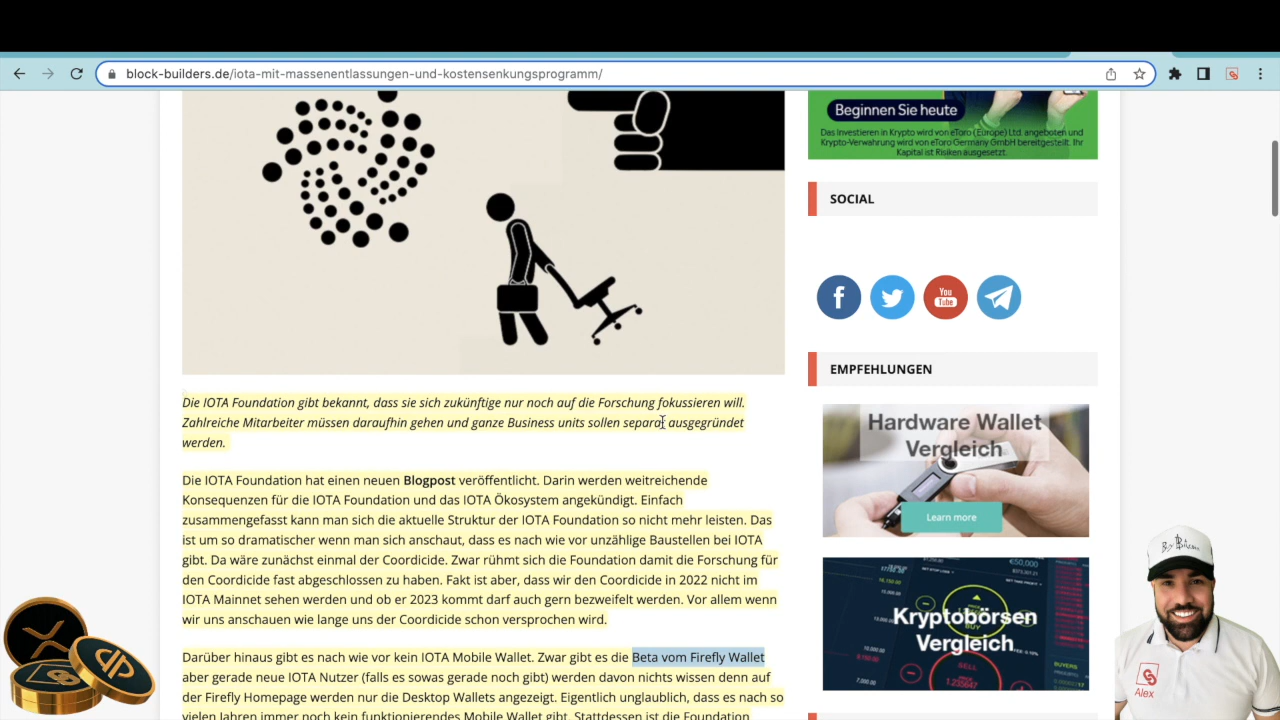 block-builders.de/iota-mit-massenentlassungen-und-kostensenkungsprogramm/
Beginnen Sie heute
Das Investieren in Krypto wird von eToro (Europe) Ltd. angeboten und
Krypto-Verwahrung wird von eToro Germany GmbH bereitgestellt. Ihr
Kapital ist Risiken ausgesetzt.
SOCIAL
You
Tube
EMPFEHLUNGEN
Hardware Wallet
Vergleich
Learn more
Kryptobörsen
Vergleich
Die IOTA Foundation gibt bekannt, dass sie sich zukünftige nur noch auf die Forschung fokussieren will.
Zahlreiche Mitarbeiter müssen daraufhin gehen und ganze Business units sollen separat ausgegründet
werden.
Die IOTA Foundation hat einen neuen Blogpost veröffentlicht. Darin werden weitreichende
Konsequenzen für die IOTA Foundation und das IOTA Ökosystem angekündigt. Einfach
zusammengefasst kann man sich die aktuelle Struktur der IOTA Foundation so nicht mehr leisten. Das
ist um so dramatischer wenn man sich anschaut, dass es nach wie vor unzählige Baustellen bei IOTA
gibt. Da wäre zunächst einmal der Coordicide. Zwar rühmt sich die Foundation damit die Forschung für
den Coordicide fast abgeschlossen zu haben. Fakt ist aber, dass wir den Coordicide in 2022 nicht im
IOTA Mainnet sehen werden und ob er 2023 kommt darf auch gern bezweifelt werden. Vor allem wenn
wir uns anschauen wie lange uns der Coordicide schon versprochen wird.
Darüber hinaus gibt es nach wie vor kein IOTA Mobile Wallet. Zwar gibt es die Beta vom Firefly Wallet
aber gerade neue IOTA Nutzer (falls es sowas gerade noch gibt) werden davon nichts wissen denn auf
der Firefly Homepage werden nur die Desktop Wallets angezeigt. Eigentlich unglaublich, dass es nach so
vielen Jahren immer noch kein funktionierendes Mobile Wallet gibt. Stattdessen ist die Foundation
Alex